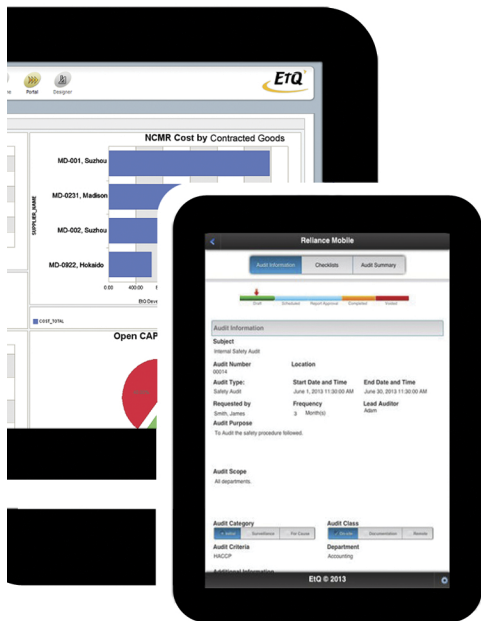 EtQ
Portal
Designer
NCMR Cost by Contracted Goods
SUPPLIER_NAME
MD-001, Suzhou
MD-0231, Madison
MD-002, Suzhou
MD-0922, Hokaido
0.00
400.00
COST_TOTAL
Open CAP
Reliance Mobile
Audit Information Checklists Audit Summary
Draft Scheduled Report Approval Completed Voided
Audit Information
Subject
Internal Safety Audit
Audit Number Location
00014
Audit Type: Start Date and Time End Date and Time
Safety Audit June 1, 2013 11:30:00 AM June 30, 2013 11:30:00 AM
Requested by Frequency Lead Auditor
Smith, James 3 Month(s) Adam
Audit Purpose
To Audit the safety procedure followed.
Audit Scope
All departments.
Audit Category Audit Class
Initial Surveillance For Cause On-site Documentation Remote
Audit Criteria Department
HACCP Accounting
Additional Information
EtQ © 2013